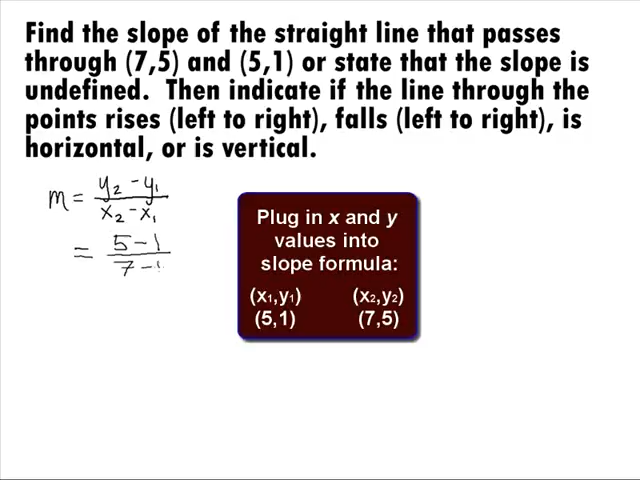 Find the slope of the straight line that passes
through (7,5) and (5,1) or state that the slope is
undefined. Then indicate if the line through the
points rises (left to right), falls (left to right), is
horizontal, or is vertical.
m = y₂ - y₁ / x₂ - x₁
= 5 - 1 / 7 -
Plug in x and y
values into
slope formula:
(x₁,y₁) (x₂,y₂)
(5,1) (7,5)